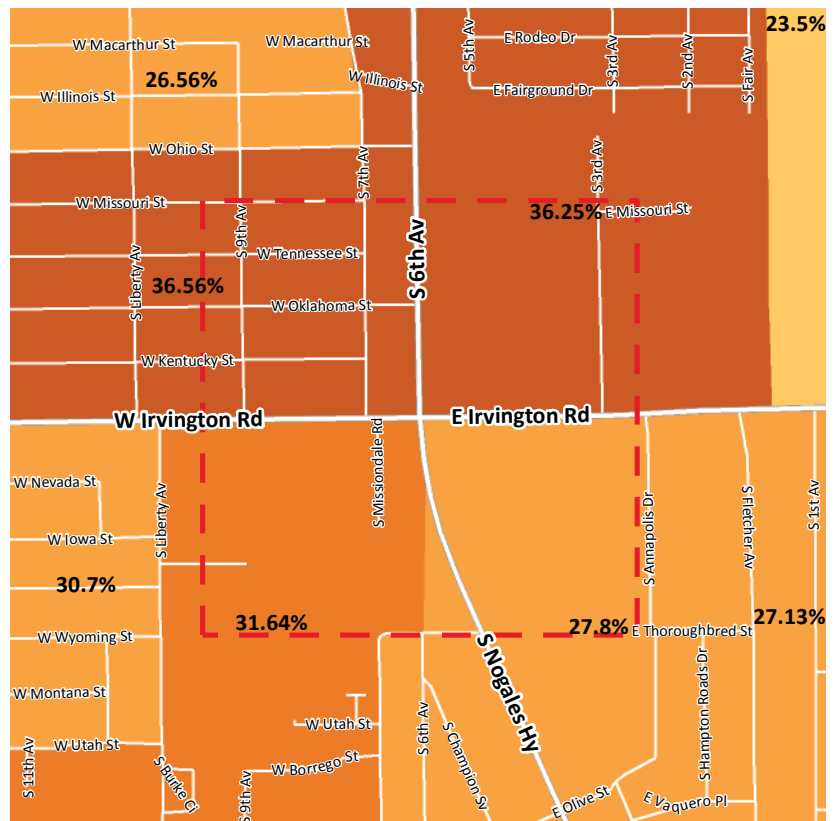 23.5%
S 5th Av
E Rodeo Dr
S 3rd Av
S 2nd Av
S Fair Av
W Macarthur St
W Macarthur St
26.56%
W Illinois St
W Illinois St
E Fairground Dr
W Ohio St
S 7th Av
S 3rd Av
W Missouri St
S 9th Av
36.25%
E Missouri St
S Liberty Av
W Tennessee St
S 6th Av
36.56%
W Oklahoma St
W Kentucky St
W Irvington Rd
E Irvington Rd
S Missiondale Rd
W Nevada St
S Liberty Av
S Annapolis Dr
S Fletcher Av
S 1st Av
W Iowa St
30.7%
W Wyoming St
31.64%
27.8%
E Thoroughbred St
27.13%
S Nogales Hy
W Montana St
S Hampton Roads Dr
W Utah St
W Utah St
S 6th Av
S Champion Sv
S 11th Av
S Burke Ci
S 9th Av
W Borrego St
E Olive St
E Vaquero Pl